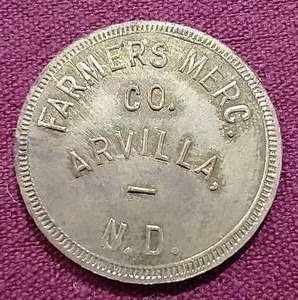 FARMERS MERC.
CO.
ARVILLA,
—
N.D.